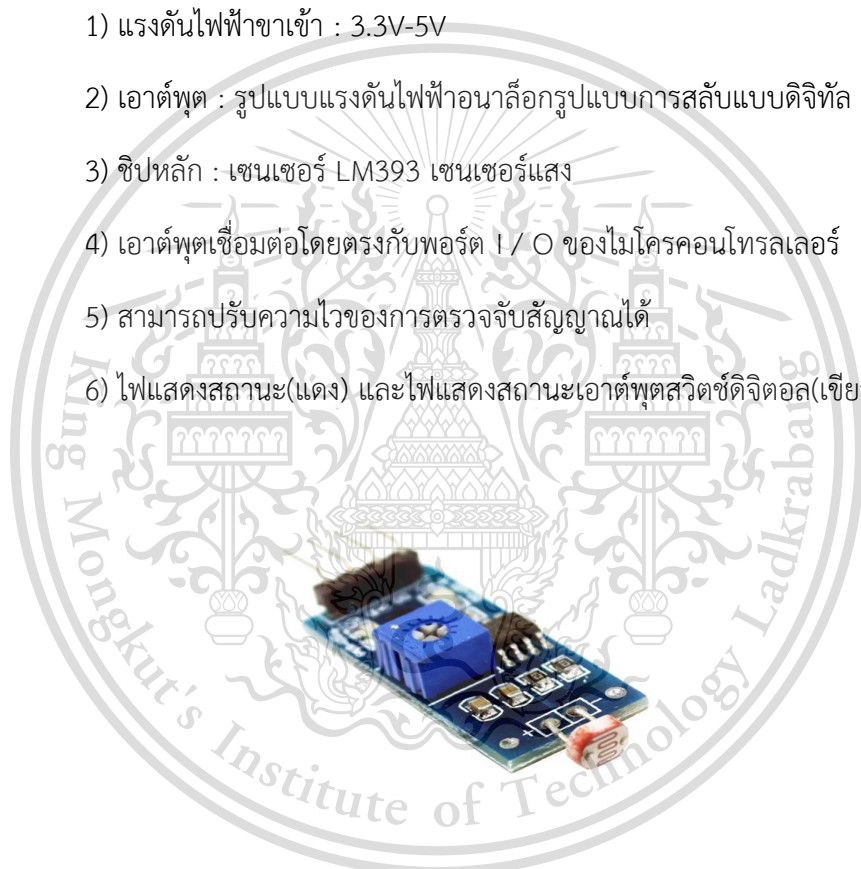 1) แรงดันไฟฟ้าขาเข้า : 3.3V-5V
2) เอาต์พุต : รูปแบบแรงดันไฟฟ้าอนาล็อกรูปแบบการสลับแบบดิจิทัล
3) ชิปหลัก : เซนเซอร์ LM393 เซนเซอร์แสง
4) เอาต์พุตเชื่อมต่อโดยตรงกับพอร์ต I / O ของไมโครคอนโทรลเลอร์
5) สามารถปรับความไวของการตรวจจับสัญญาณได้
6) ไฟแสดงสถานะ(แดง) และไฟแสดงสถานะเอาต์พุตสวิตช์ดิจิตอล(เขีย
King Mongkut's Institute of Technology Ladkrabang